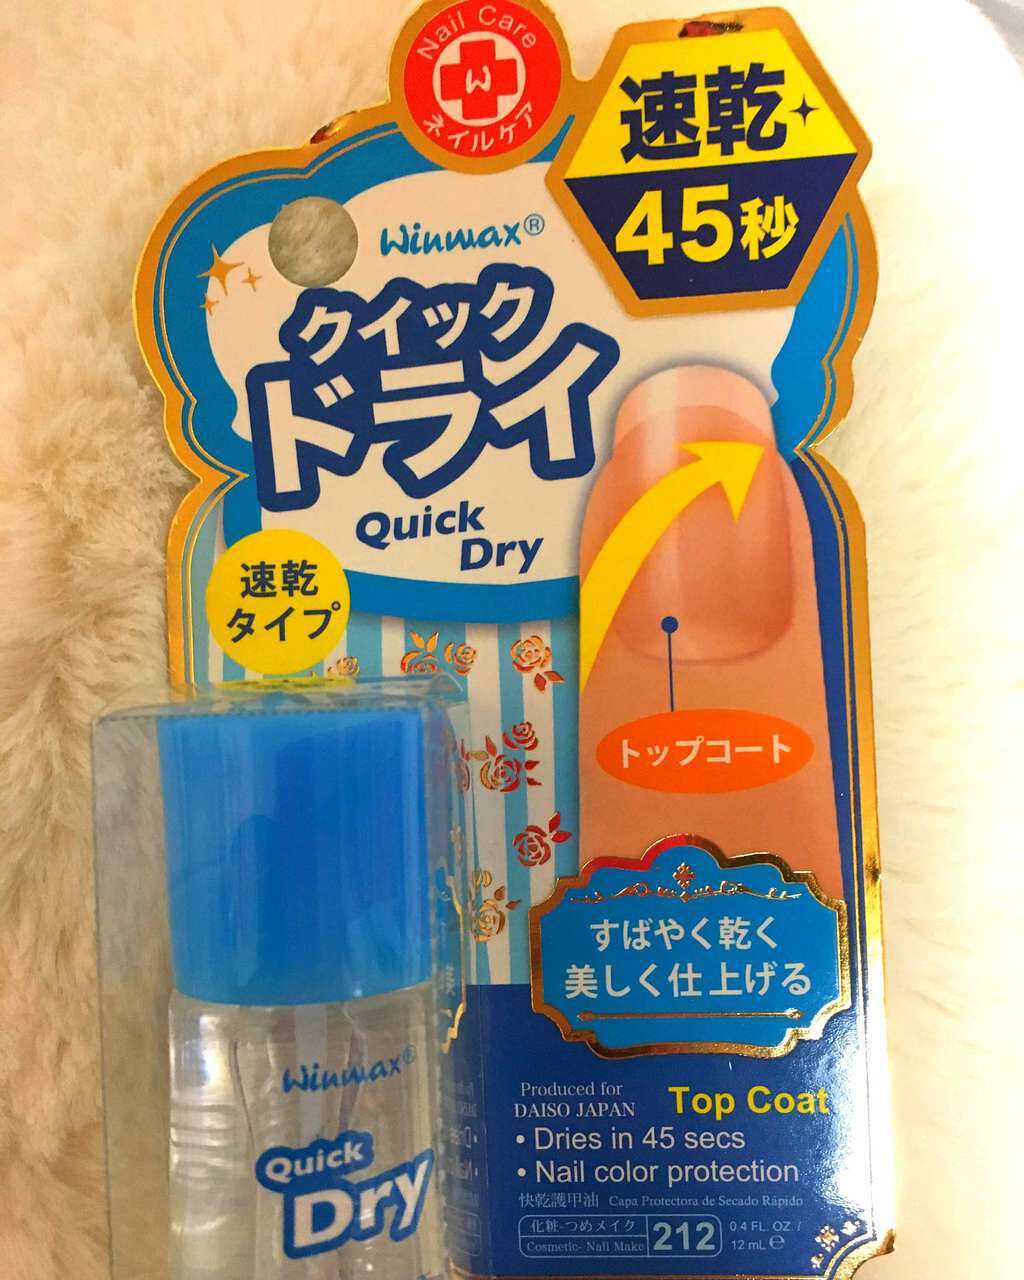 Nail Care
W
ネイルケア
速乾
45秒
Winmax®
クイック
ドライ
Quick
Dry
速乾
タイプ
トップコート
すばやく乾く
美しく仕上げる
Produced for
DAISO JAPAN
Top Coat
• Dries in 45 secs
• Nail color protection
快乾護甲油 Capa Protectora de Secado Rápido
化粧-つめメイク
Cosmetic- Nail Make
212
0.4 FL. OZ. /
12 mL ℮
Winmax®
Quick
Dry